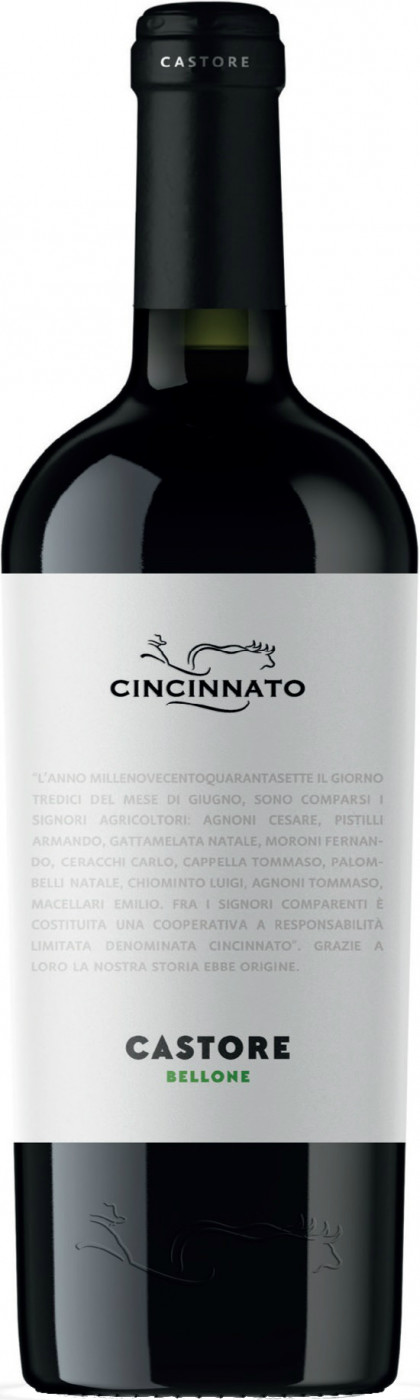 CASTORE
CINCINNATO
"L'ANNO MILLENOVECENTOQUARANTASETTE IL GIORNO
TREDICI DEL MESE DI GIUGNO, SONO COMPARSI I
SIGNORI AGRICOLTORI: AGNONI CESARE, PISTILLI
ARMANDO, GATTAMELATA NATALE, MORONI FERNAN-
DO, CERACCHI CARLO, CAPPELLA TOMMASO, PALOM-
BELLI NATALE, CHIOMINTO LUIGI, AGNONI TOMMASO,
MACELLARI EMILIO. FRA I SIGNORI COMPARENTI È
COSTITUITA UNA COOPERATIVA A RESPONSABILITÀ
LIMITATA DENOMINATA CINCINNATO". GRAZIE A
LORO LA NOSTRA STORIA EBBE ORIGINE.
CASTORE
BELLONE